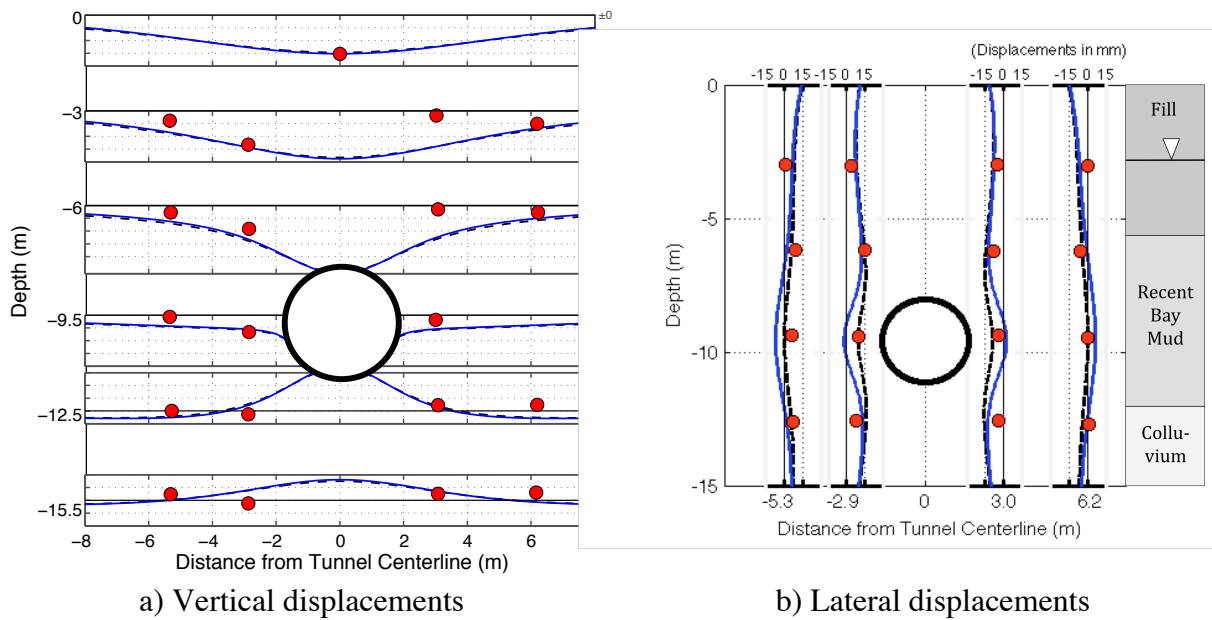 0
−3
−6
−9.5
−12.5
−15.5
Depth (m)
−8 −6 −4 −2 0 2 4 6
Distance from Tunnel Centerline (m)
±0
a) Vertical displacements
(Displacements in mm)
-15 0 15 -15 0 15 -15 0 15 -15 0 15
0
-5
-10
-15
Depth (m)
-5.3 -2.9 0 3.0 6.2
Distance from Tunnel Centerline (m)
Fill
Recent
Bay
Mud
Collu-
vium
b) Lateral displacements